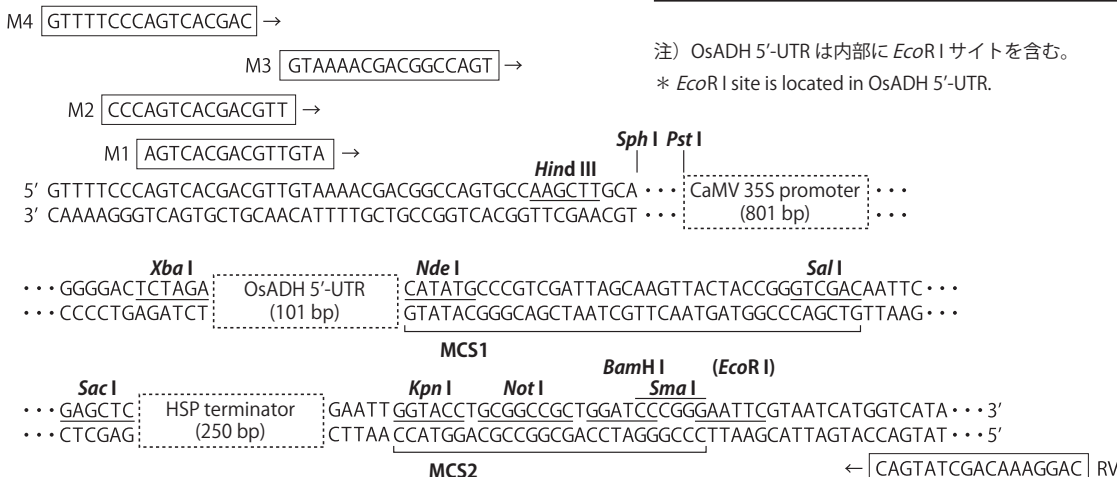 M4 GTTTTCCCAGTCACGAC →
M3 GTAAAACGACGGCCAGT →
注）OsADH 5’-UTR は内部に EcoR I サイトを含む。
＊ EcoR I site is located in OsADH 5’-UTR.
M2 CCCAGTCACGACGTT →
M1 AGTCACGACGTTGTA →
Sph I Pst I
Hind III
5’ GTTTTCCCAGTCACGACGTTGTAAAACGACGGCCAGTGCCAAGCTTGCA・・・ CaMV 35S promoter ・・・
3’ CAAAAGGGTCAGTGCTGCAACATTTTGCTGCCGGTCACGGTTCGAACGT ・・・ (801 bp) ・・・
Xba I Nde I Sal I
・・・GGGGACTCTAGA OsADH 5’-UTR CATATGCCCGTCGATTAGCAAGTTACTACCGGGTCGACAATTC・・・
・・・CCCCTGAGATCT (101 bp) GTATACGGGCAGCTAATCGTTCAATGATGGCCCAGCTGTTAAG・・・
MCS1
BamH I (EcoR I)
Sac I Kpn I Not I Sma I
・・・GAGCTC HSP terminator GAATT GGTACCTGCGGCCGCTGGATCCCGGGAATTCGTAATCATGGTCATA・・・3’
・・・CTCGAG (250 bp) CTTAA CCATGGACGCCGGCGACCTAGGGCCCTTAAGCATTAGTACCAGTAT・・・5’
MCS2
← CAGTATCGACAAAGGAC RV